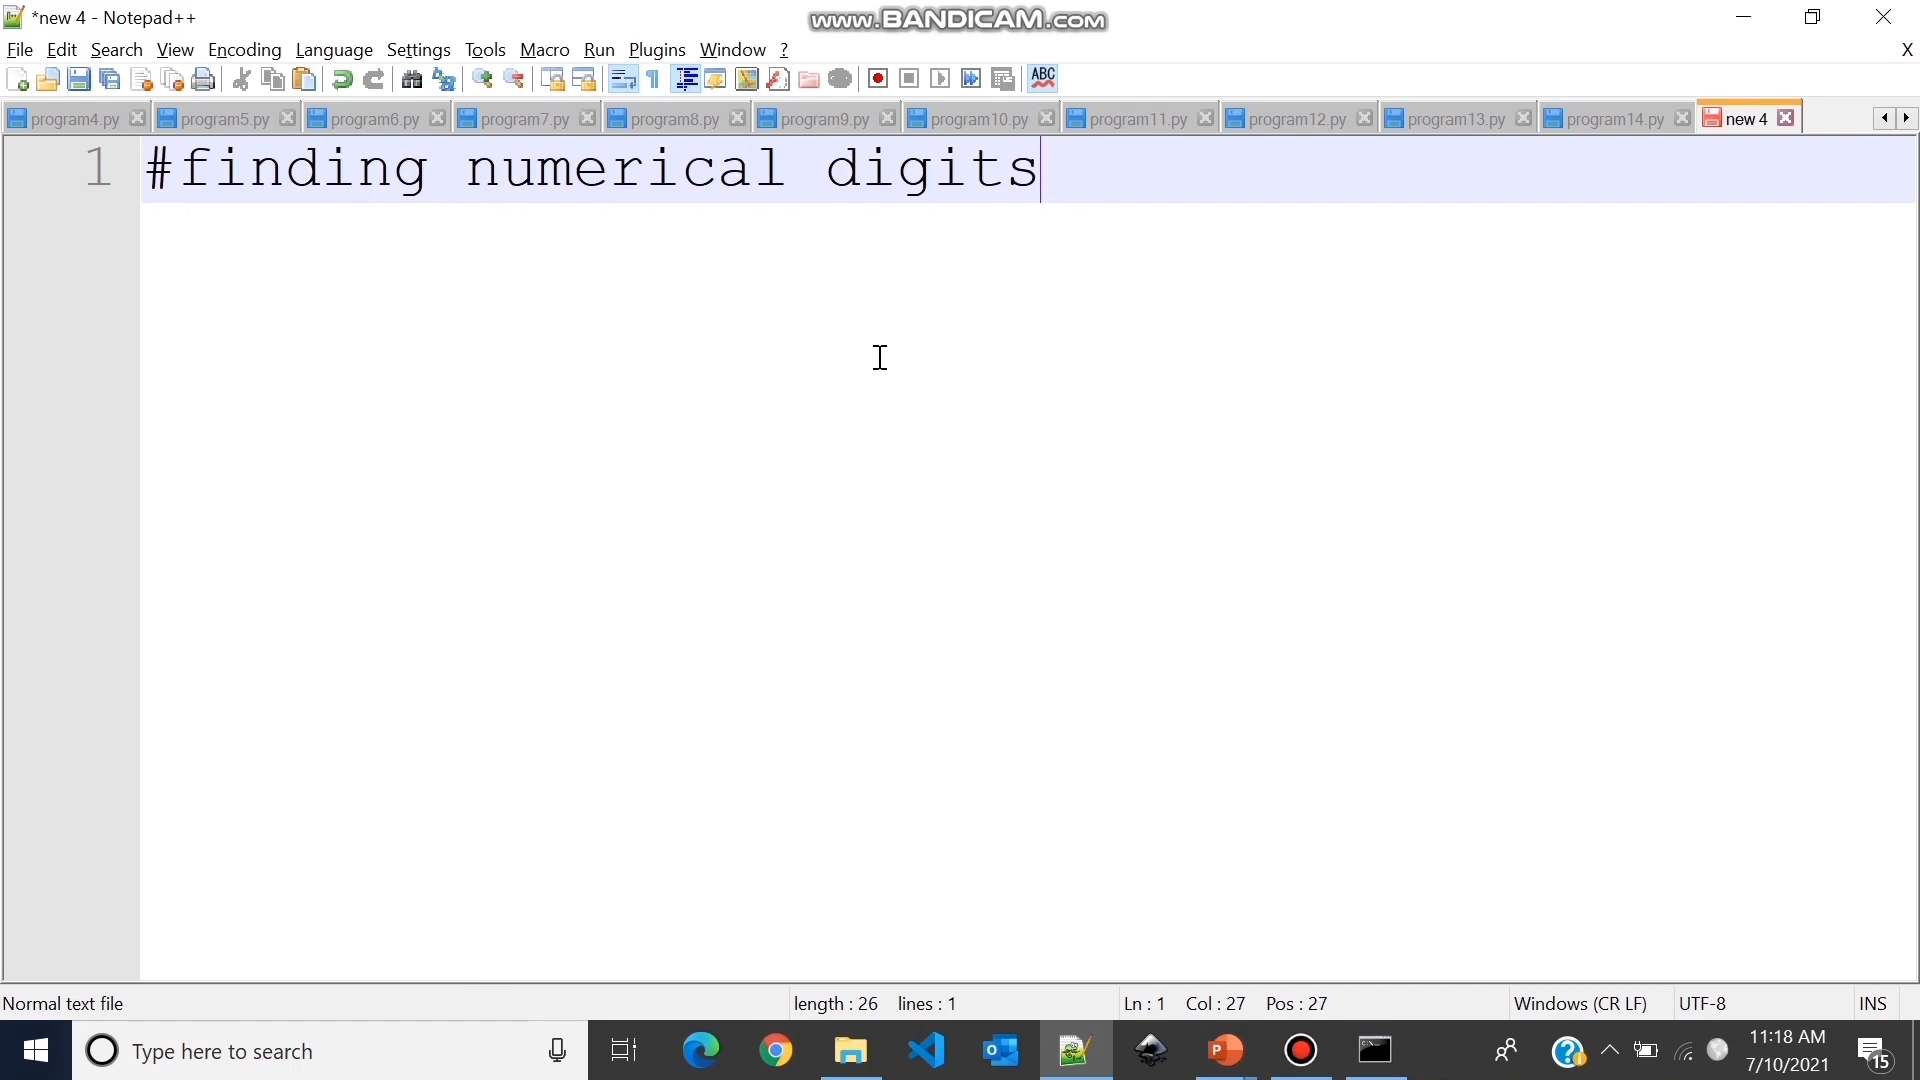 *new 4 - Notepad++
www.BANDICAM.com
File Edit Search View Encoding Language Settings Tools Macro Run Plugins Window ?
X
ABC
program4.py program5.py program6.py program7.py program8.py program9.py program10.py program11.py program12.py program13.py program14.py new 4
1 #finding numerical digits
Normal text file length : 26 lines : 1 Ln : 1 Col : 27 Pos : 27 Windows (CR LF) UTF-8 INS
Type here to search
11:18 AM
7/10/2021
15